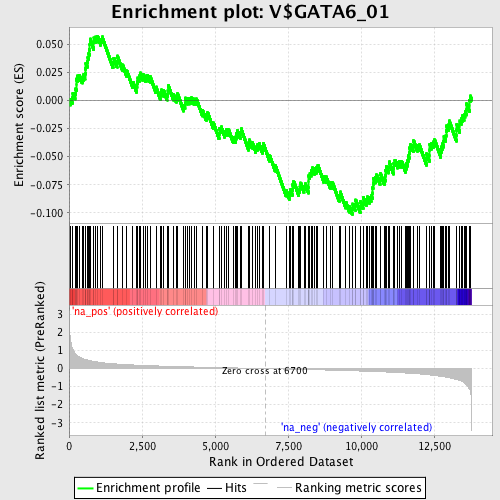 Enrichment plot: V$GATA6_01
Enrichment score (ES)
0.050
0.025
0.000
-0.025
-0.050
-0.075
-0.100
'na_pos' (positively correlated)
Ranked list metric (PreRanked)
3
2
1
0
-1
-2
-3
Zero cross at 6700
'na_neg' (negatively correlated)
0
2,500
5,000
7,500
10,000
12,500
Rank in Ordered Dataset
Enrichment profile
Hits
Ranking metric scores